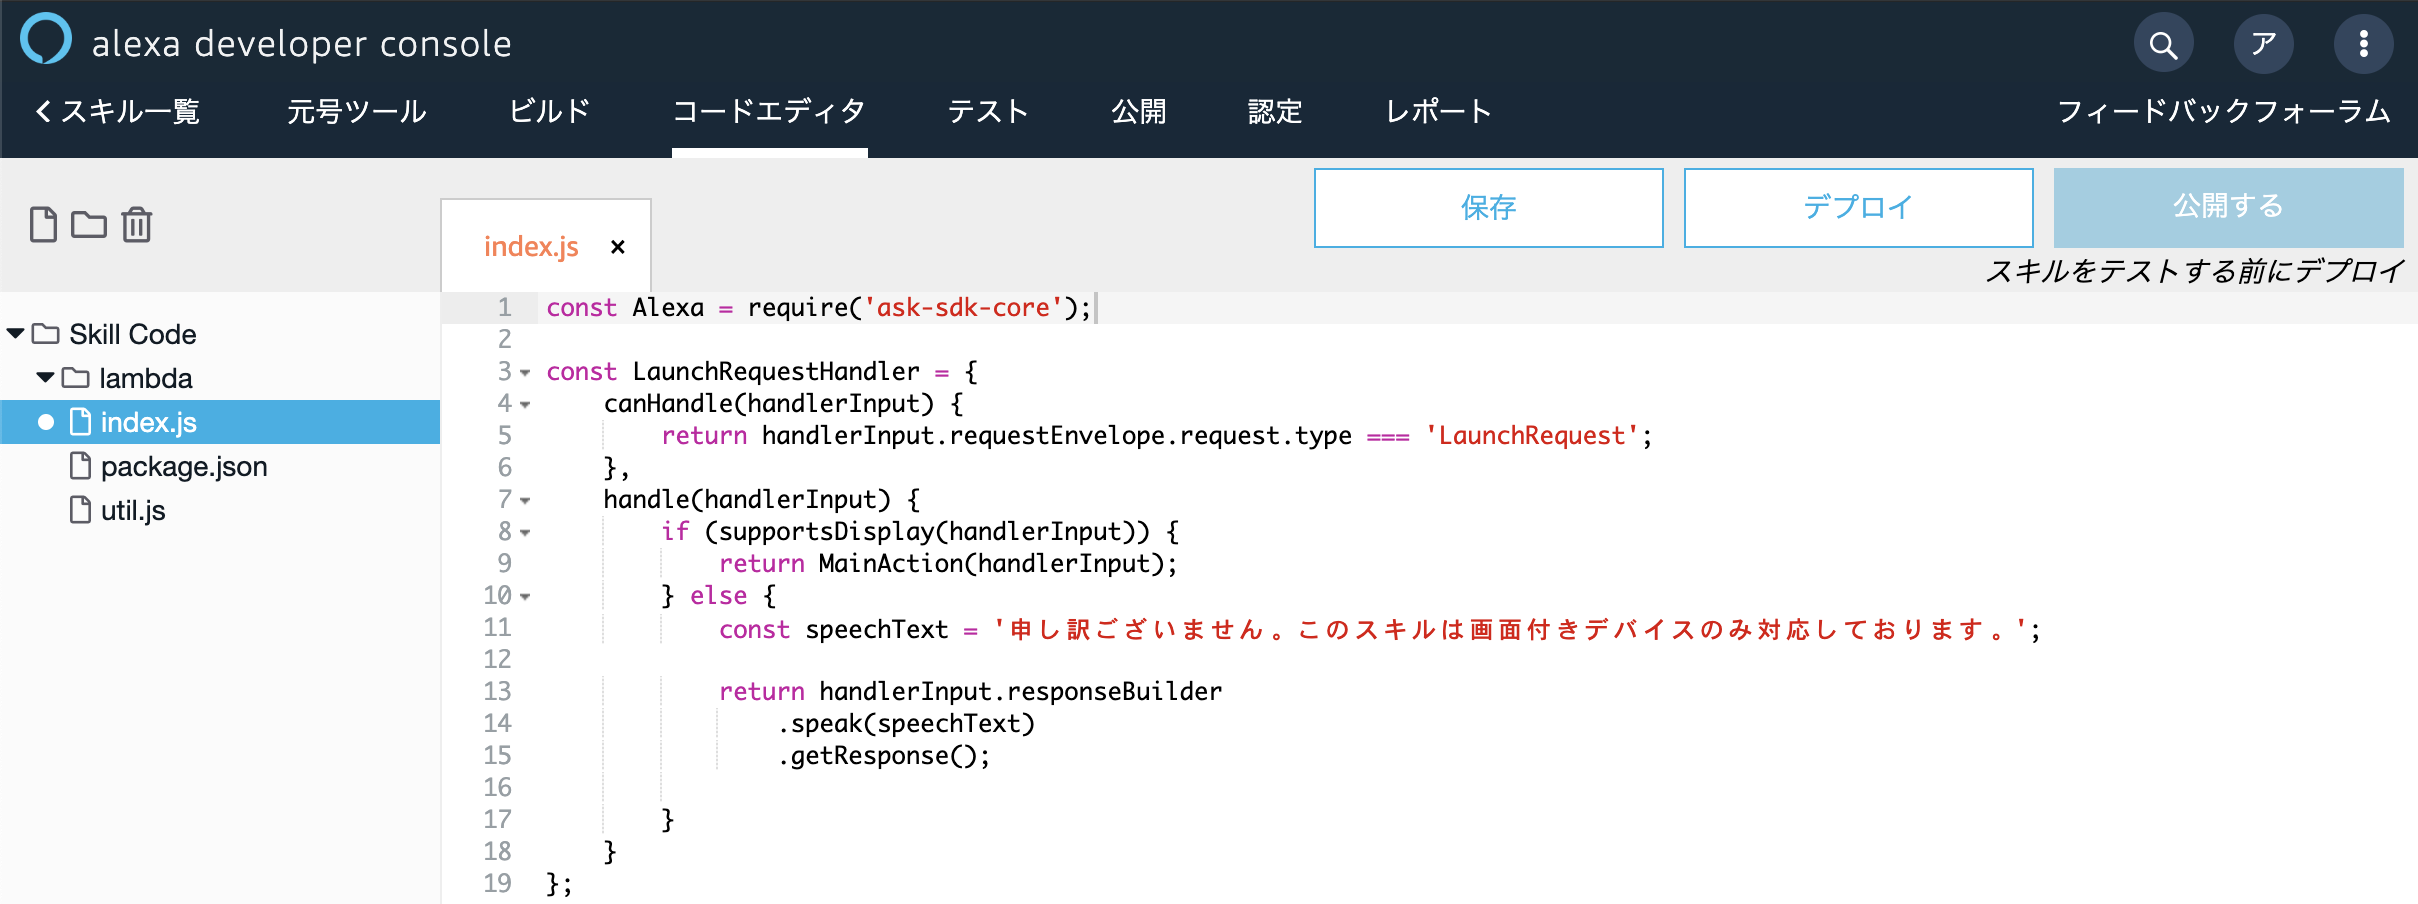 alexa developer console
ア
スキル一覧 元号ツール ビルド コードエディタ テスト 公開 認定 レポート フィードバックフォーラム
保存 デプロイ 公開する
index.js ×
スキルをテストする前にデプロイ
Skill Code
lambda
index.js
package.json
util.js
1 const Alexa = require('ask-sdk-core');
2
3 const LaunchRequestHandler = {
4     canHandle(handlerInput) {
5         return handlerInput.requestEnvelope.request.type === 'LaunchRequest';
6     },
7     handle(handlerInput) {
8         if (supportsDisplay(handlerInput)) {
9             return MainAction(handlerInput);
10         } else {
11             const speechText = '申し訳ございません。このスキルは画面付きデバイスのみ対応しております。';
12
13             return handlerInput.responseBuilder
14                 .speak(speechText)
15                 .getResponse();
16
17         }
18     }
19 };